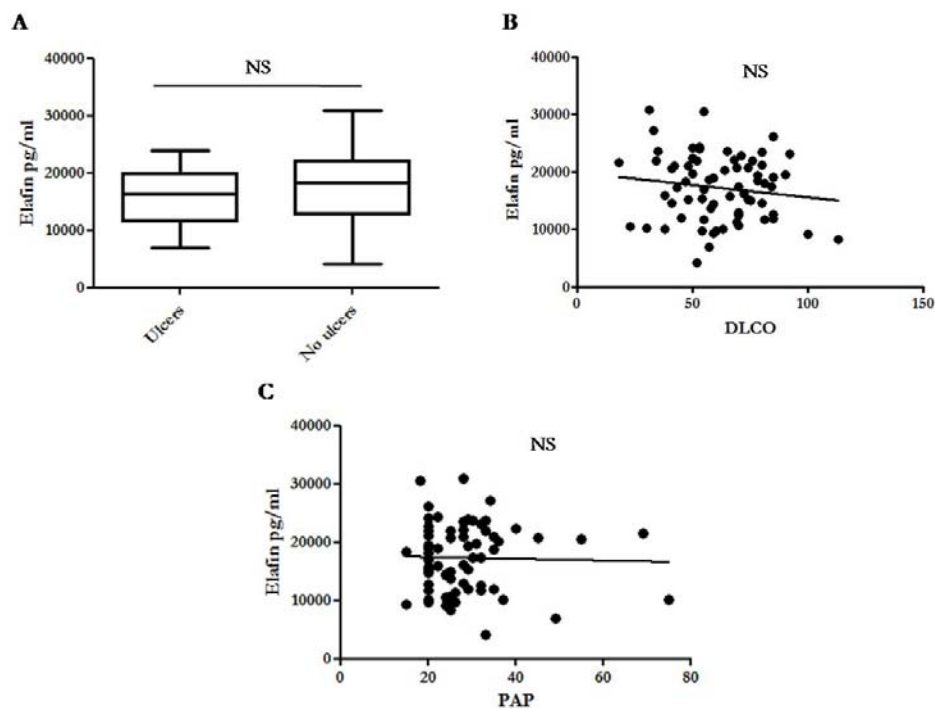 A
NS
Elafin pg/ml
40000
30000
20000
10000
0
Ulcers
No ulcers
B
NS
Elafin pg/ml
40000
30000
20000
10000
0
0 50 100 150
DLCO
C
NS
Elafin pg/ml
40000
30000
20000
10000
0
0 20 40 60 80
PAP